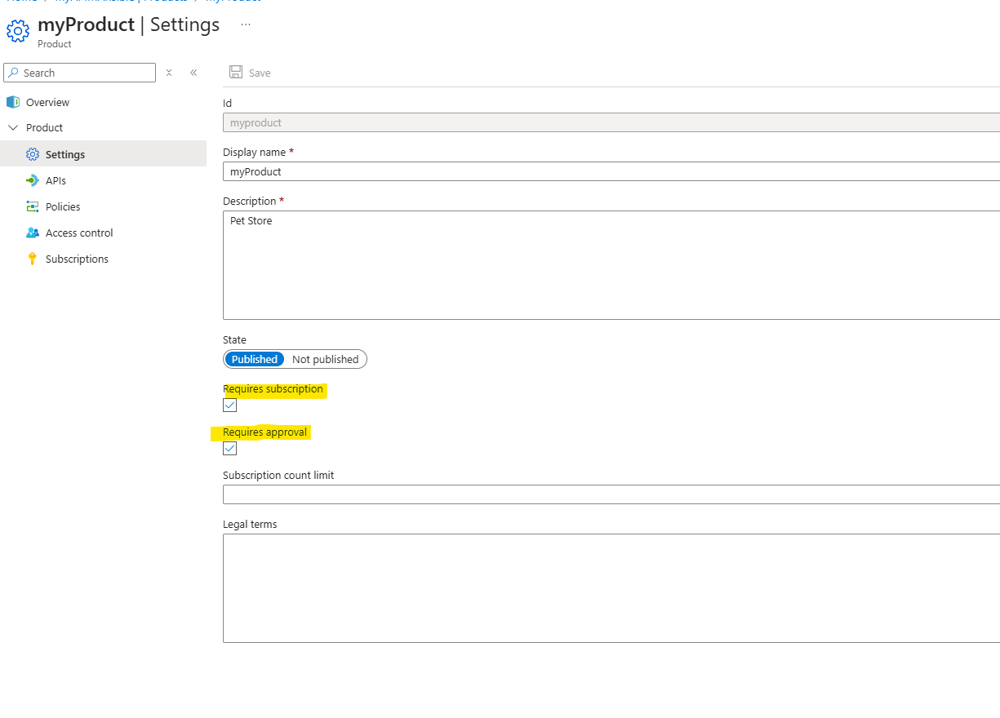 myProduct | Settings ...
Product
Search
Save
Overview
Id
myproduct
Product
Settings
Display name *
myProduct
APIs
Policies
Description *
Pet Store
Access control
Subscriptions
State
Published Not published
Requires subscription
Requires approval
Subscription count limit
Legal terms